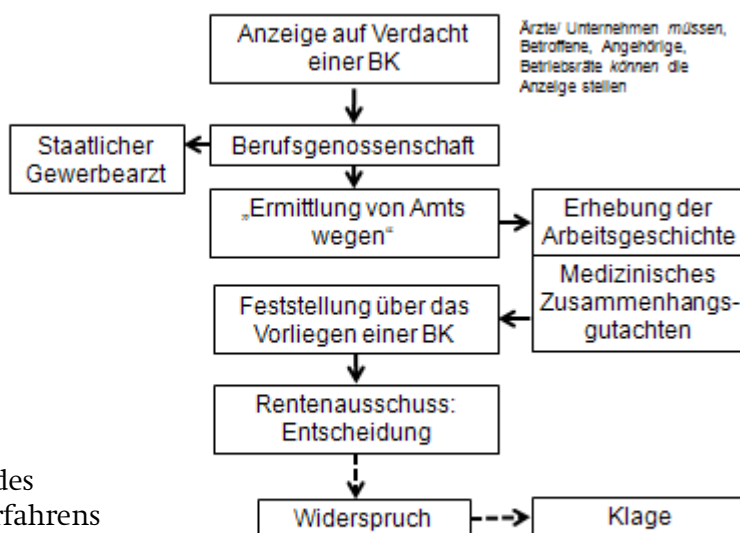 Anzeige auf Verdacht
einer BK
Ärzte/ Unternehmen müssen,
Betroffene, Angehörige,
Betriebsräte können die
Anzeige stellen
Staatlicher
Gewerbearzt
Berufsgenossenschaft
„Ermittlung von Amts
wegen“
Erhebung der
Arbeitsgeschichte
Medizinisches
Zusammenhangs-
gutachten
Feststellung über das
Vorliegen einer BK
Rentenausschuss:
Entscheidung
des
rfahrens
Widerspruch
Klage